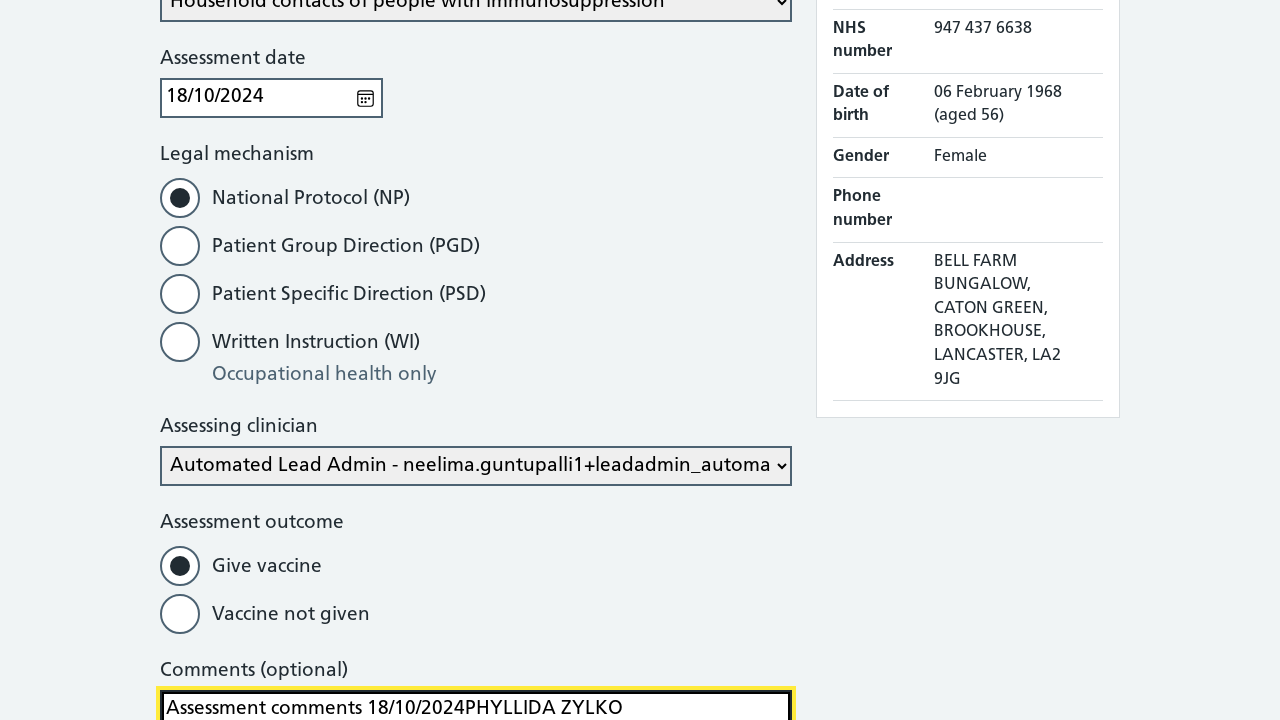 Household contacts of people with immunosuppression
Assessment date
18/10/2024
Legal mechanism
National Protocol (NP)
Patient Group Direction (PGD)
Patient Specific Direction (PSD)
Written Instruction (WI)
Occupational health only
Assessing clinician
Automated Lead Admin - neelima.guntupalli1+leadadmin_automa
Assessment outcome
Give vaccine
Vaccine not given
Comments (optional)
Assessment comments 18/10/2024PHYLLIDA ZYLKO
NHS number
947 437 6638
Date of birth
06 February 1968
(aged 56)
Gender
Female
Phone number
Address
BELL FARM
BUNGALOW,
CATON GREEN,
BROOKHOUSE,
LANCASTER, LA2
9JG